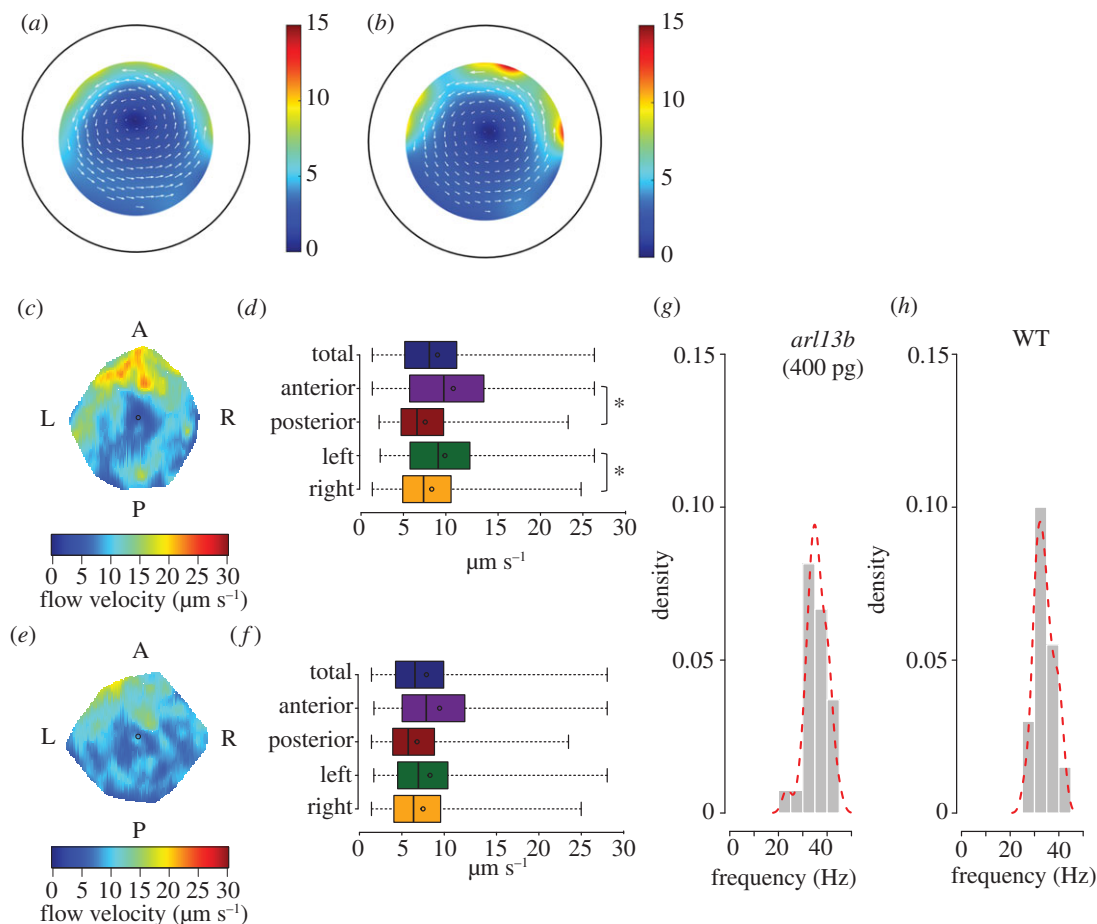 (a)
15
10
5
0
(b)
15
10
5
0
(c)
A
L
R
P
0 5 10 15 20 25 30
flow velocity (µm s⁻¹)
(d)
total
anterior
posterior
left
right
*
*
5 10 15 20 25 30
µm s⁻¹
(e)
A
L
R
P
0 5 10 15 20 25 30
flow velocity (µm s⁻¹)
(f)
total
anterior
posterior
left
right
5 10 15 20 25 30
µm s⁻¹
(g)
arl13b
(400 pg)
0.15
0.10
0.05
0
density
0 20 40
frequency (Hz)
(h)
WT
0.15
0.10
0.05
0
density
0 20 40
frequency (Hz)